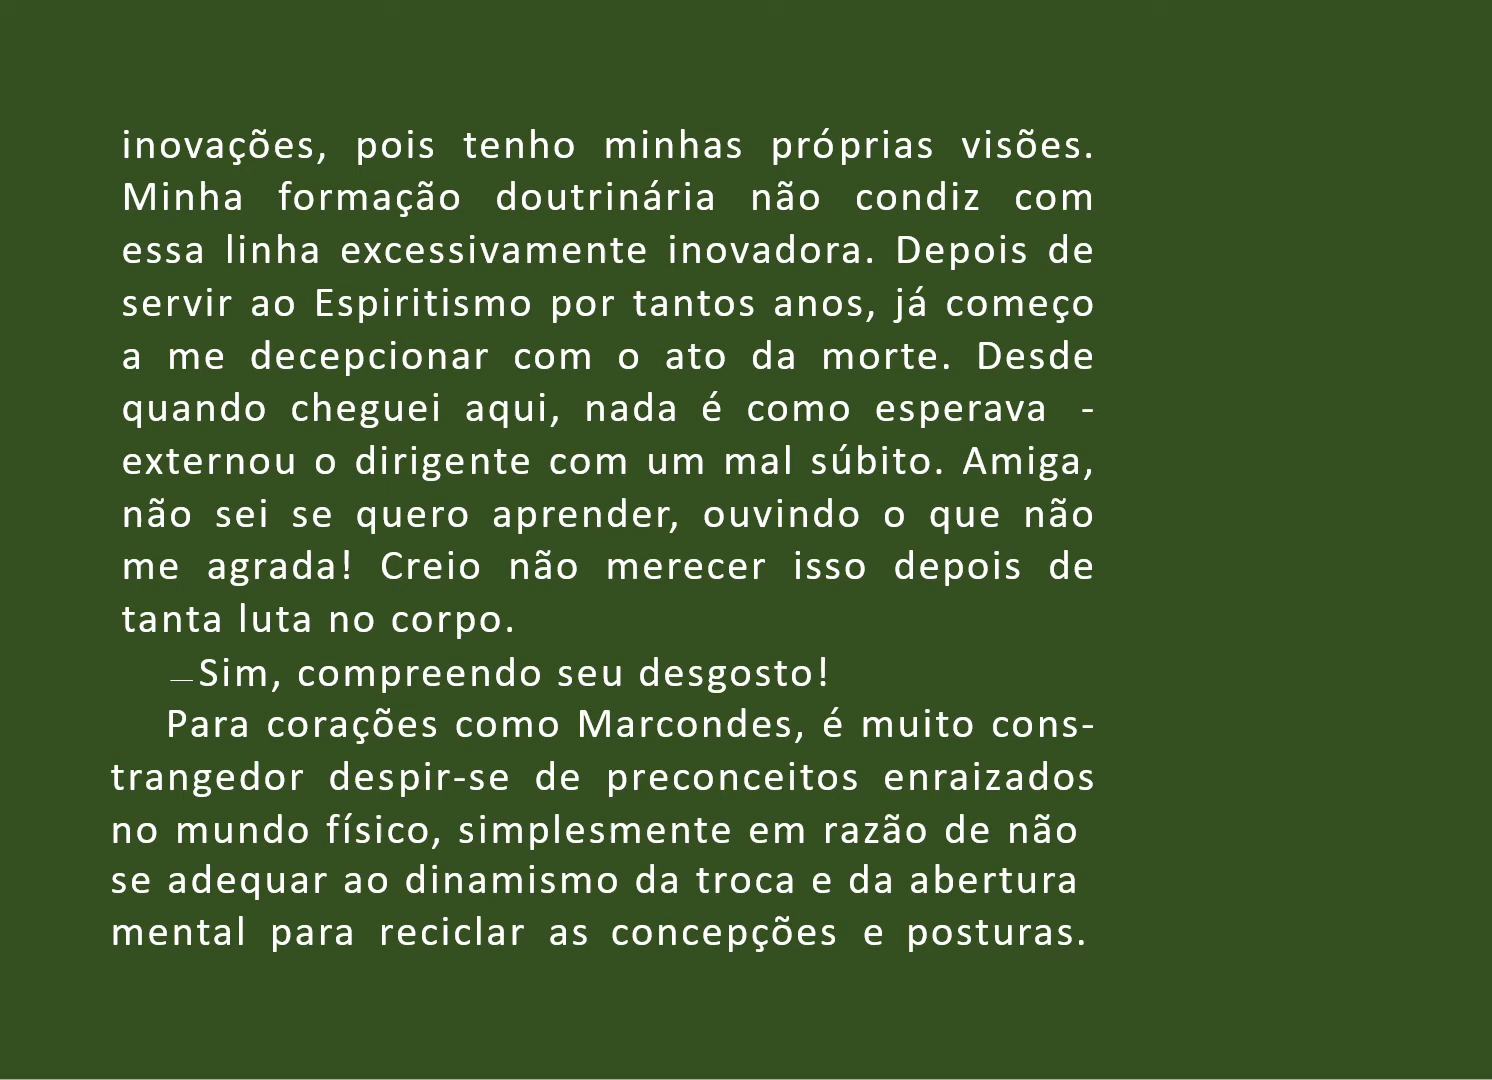 inovações, pois tenho minhas próprias visões.
Minha formação doutrinária não condiz com
essa linha excessivamente inovadora. Depois de
servir ao Espiritismo por tantos anos, já começo
a me decepcionar com o ato da morte. Desde
quando cheguei aqui, nada é como esperava -
externou o dirigente com um mal súbito. Amiga,
não sei se quero aprender, ouvindo o que não
me agrada! Creio não merecer isso depois de
tanta luta no corpo.
—Sim, compreendo seu desgosto!
Para corações como Marcondes, é muito cons-
trangedor despir-se de preconceitos enraizados
no mundo físico, simplesmente em razão de não
se adequar ao dinamismo da troca e da abertura
mental para reciclar as concepções e posturas.